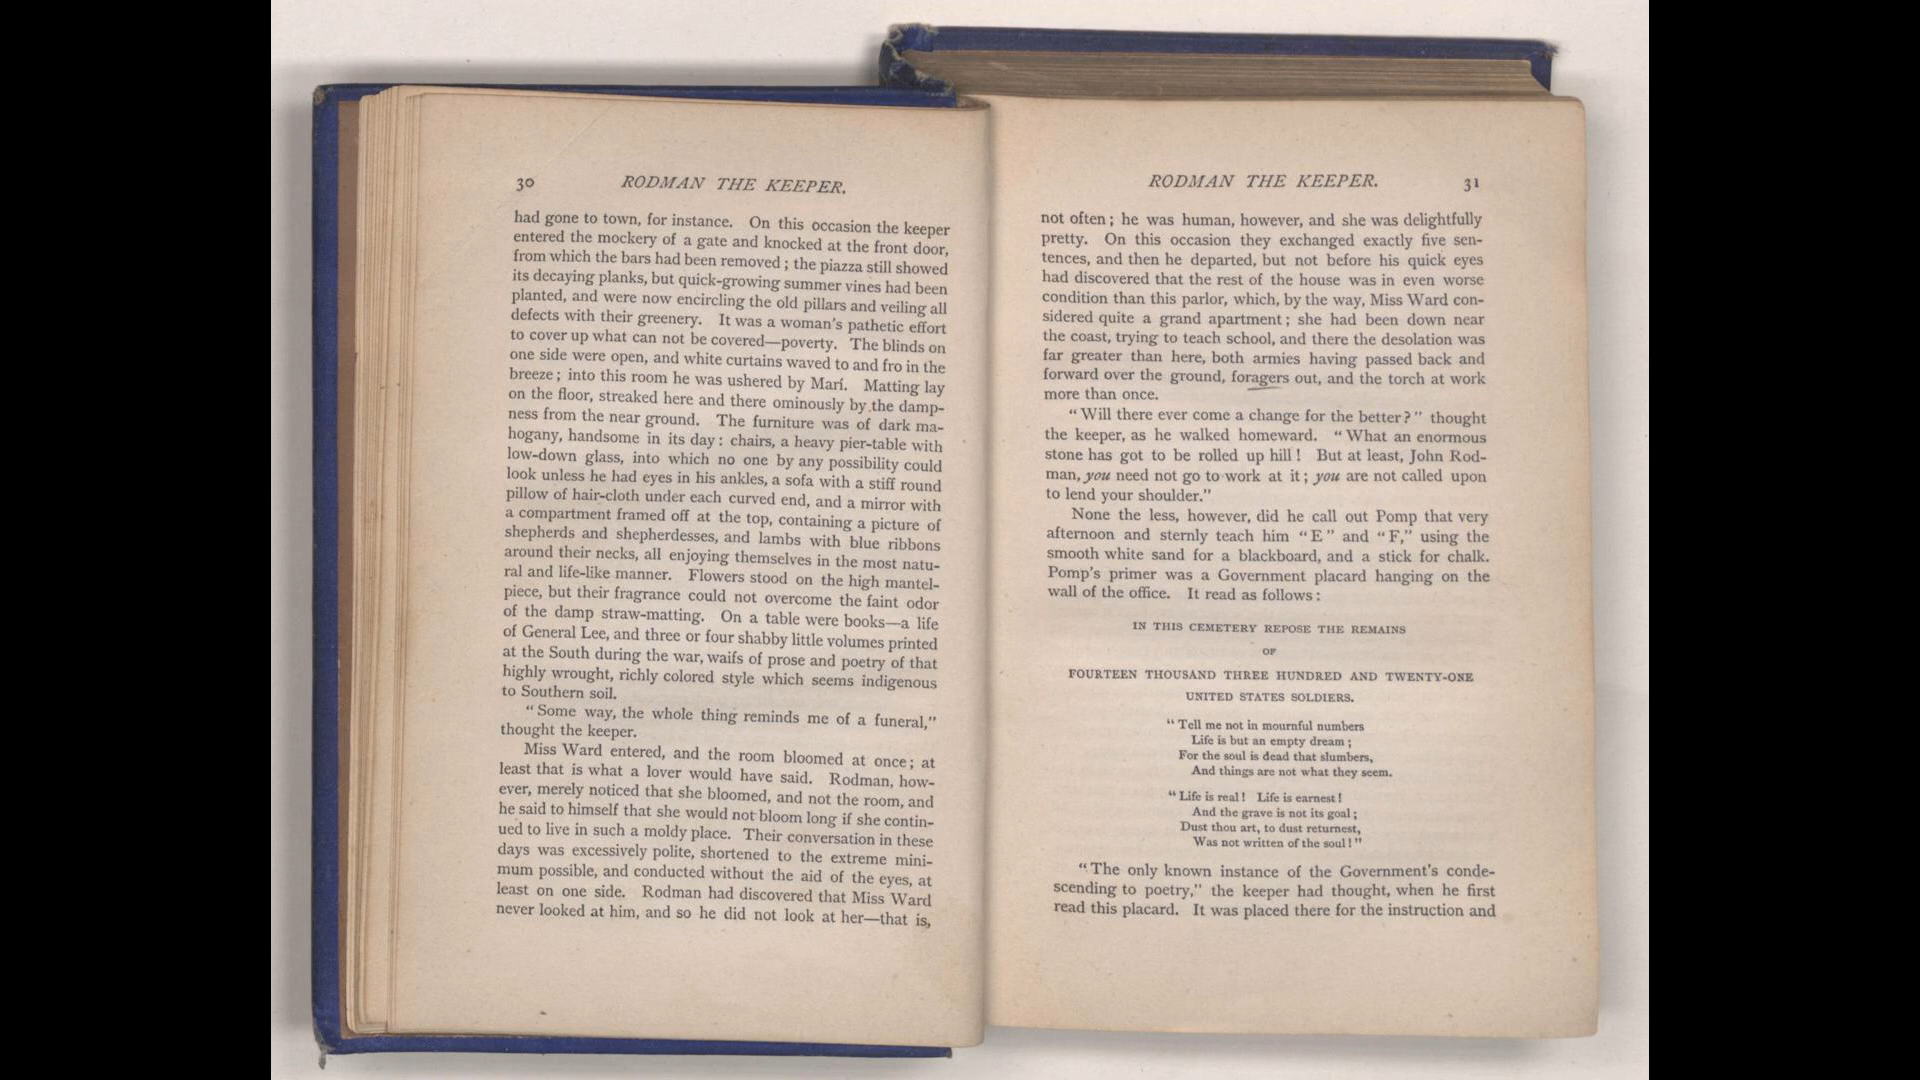 30 RODMAN THE KEEPER.
had gone to town, for instance. On this occasion the keeper
entered the mockery of a gate and knocked at the front door,
from which the bars had been removed; the piazza still showed
its decaying planks, but quick-growing summer vines had been
planted, and were now encircling the old pillars and veiling all
defects with their greenery. It was a woman's pathetic effort
to cover up what can not be covered—poverty. The blinds on
one side were open, and white curtains waved to and fro in the
breeze; into this room he was ushered by Marí. Matting lay
on the floor, streaked here and there ominously by the damp-
ness from the near ground. The furniture was of dark ma-
hogany, handsome in its day: chairs, a heavy pier-table with
low-down glass, into which no one by any possibility could
look unless he had eyes in his ankles, a sofa with a stiff round
pillow of hair-cloth under each curved end, and a mirror with
a compartment framed off at the top, containing a picture of
shepherds and shepherdesses, and lambs with blue ribbons
around their necks, all enjoying themselves in the most natu-
ral and life-like manner. Flowers stood on the high mantel-
piece, but their fragrance could not overcome the faint odor
of the damp straw-matting. On a table were books—a life
of General Lee, and three or four shabby little volumes printed
at the South during the war, waifs of prose and poetry of that
highly wrought, richly colored style which seems indigenous
to Southern soil.
"Some way, the whole thing reminds me of a funeral,"
thought the keeper.
Miss Ward entered, and the room bloomed at once; at
least that is what a lover would have said. Rodman, how-
ever, merely noticed that she bloomed, and not the room, and
he said to himself that she would not bloom long if she contin-
ued to live in such a moldy place. Their conversation in these
days was excessively polite, shortened to the extreme mini-
mum possible, and conducted without the aid of the eyes, at
least on one side. Rodman had discovered that Miss Ward
never looked at him, and so he did not look at her—that is,
RODMAN THE KEEPER. 31
not often; he was human, however, and she was delightfully
pretty. On this occasion they exchanged exactly five sen-
tences, and then he departed, but not before his quick eyes
had discovered that the rest of the house was in even worse
condition than this parlor, which, by the way, Miss Ward con-
sidered quite a grand apartment; she had been down near
the coast, trying to teach school, and there the desolation was
far greater than here, both armies having passed back and
forward over the ground, foragers out, and the torch at work
more than once.
"Will there ever come a change for the better?" thought
the keeper, as he walked homeward. "What an enormous
stone has got to be rolled up hill! But at least, John Rod-
man, you need not go to work at it; you are not called upon
to lend your shoulder."
None the less, however, did he call out Pomp that very
afternoon and sternly teach him "E" and "F," using the
smooth white sand for a blackboard, and a stick for chalk.
Pomp's primer was a Government placard hanging on the
wall of the office. It read as follows:
IN THIS CEMETERY REPOSE THE REMAINS
OF
FOURTEEN THOUSAND THREE HUNDRED AND TWENTY-ONE
UNITED STATES SOLDIERS.
"Tell me not in mournful numbers
Life is but an empty dream;
For the soul is dead that slumbers,
And things are not what they seem.
"Life is real! Life is earnest!
And the grave is not its goal;
Dust thou art, to dust returnest,
Was not written of the soul!"
"The only known instance of the Government's conde-
scending to poetry," the keeper had thought, when he first
read this placard. It was placed there for the instruction and